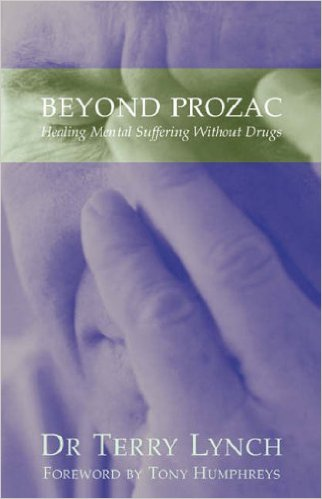 BEYOND PROZAC
Healing Mental Suffering Without Drugs
DR TERRY LYNCH
FOREWORD BY TONY HUMPHREYS